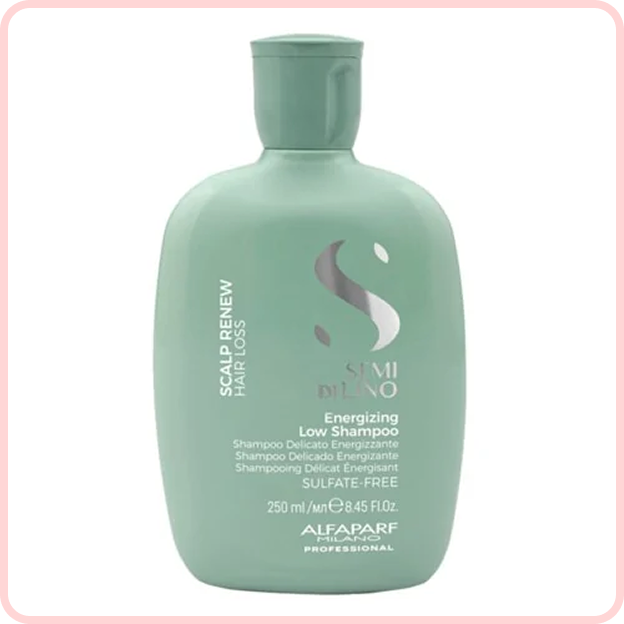 SCALP RENEW
HAIR LOSS
SEMI
DI LINO
Energizing
Low Shampoo
Shampoo Delicato Energizzante
Shampoo Delicado Energizante
Shampooing Délicat Énergisant
SULFATE-FREE
250 ml /мл℮8.45 Fl.Oz.
ALFAPARF
MILANO
PROFESSIONAL